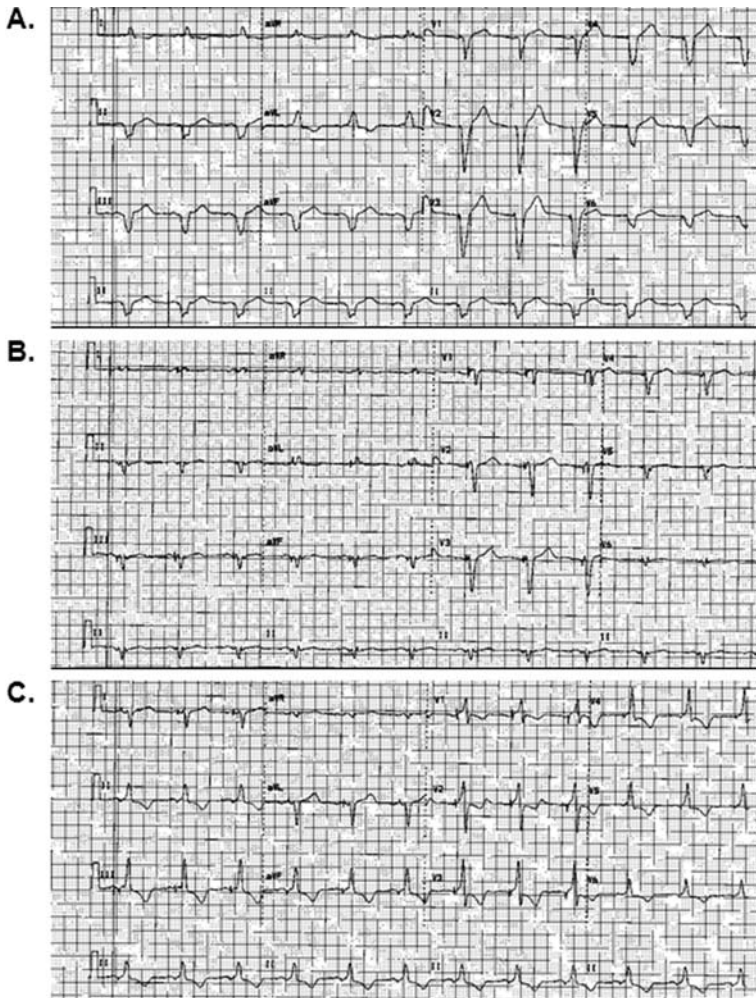 A.
I aVR V1 V4
II aVL V2 V5
III aVF V3 V6
II II II II
B.
I aVR V1 V4
II aVL V2 V5
III aVF V3 V6
II II II II
C.
I aVR V1 V4
II aVL V2 V5
III aVF V3 V6
II II II II